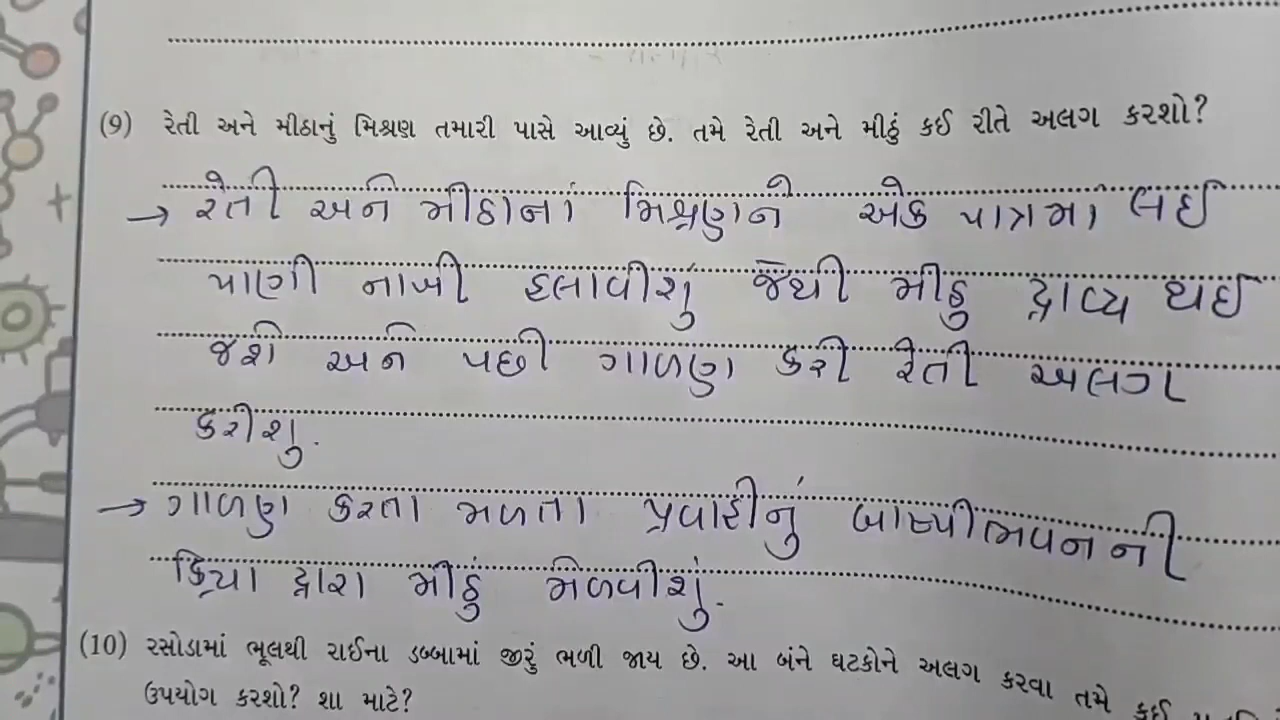 (9) રેતી અને મીઠાનું મિશ્રણ તમારી પાસે આવ્યું છે. તમે રેતી અને મીઠું કઈ રીતે અલગ કરશો?
→ રેતી અને મીઠાનાં મિશ્રણને એક પાત્રમાં લઈ
પાણી નાખી હલાવીશું જેથી મીઠુ દ્રાવ્ય થઈ
જશે અને પછી ગાળણ કરી રેતી અલગ
કરીશુ.
→ ગાળણ કરતા મળતા પ્રવાહીનું બાષ્પીભવનની
ક્રિયા દ્વારા મીઠું મેળવીશું.
(10) રસોડામાં ભૂલથી રાઈના ડબ્બામાં જીરું ભળી જાય છે. આ બંને ઘટકોને અલગ કરવા તમે કઈ
ઉપયોગ કરશો? શા માટે?